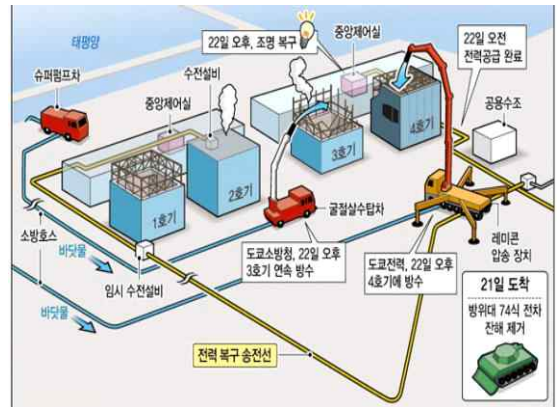 태평양
22일 오후, 조명 복구
중앙제어실
22일 오전
전력공급 완료
슈퍼펌프차
수전설비
중앙제어실
공용수조
1호기
2호기
3호기
4호기
굴절살수탑차
소방호스
바닷물
바닷물
임시 수전설비
도쿄소방청, 22일 오후
3호기 연속 방수
도쿄전력, 22일 오후
4호기에 방수
레미콘
압송 장치
전력 복구 송전선
21일 도착
방위대 74식 전차
잔해 제거